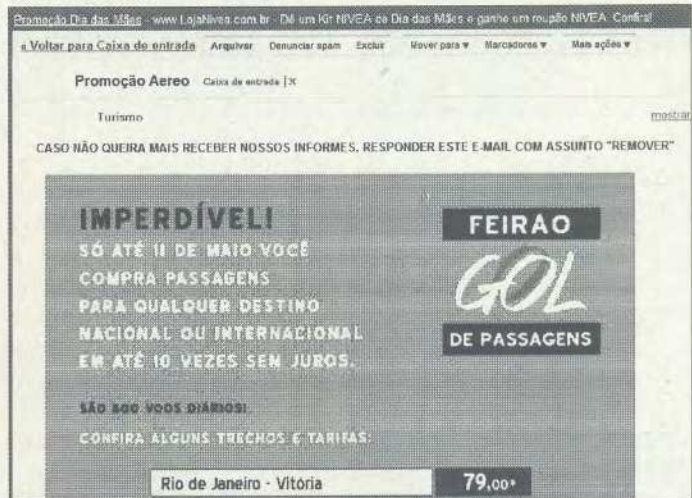 Promoção Dia das Mães - www.LojaNivea.com.br - Dê um Kit NIVEA de Dia das Mães e ganhe um roupão NIVEA. Confira!
« Voltar para Caixa de entrada Arquivar Denunciar spam Excluir Mover para ▼ Marcadores ▼ Mais ações ▼
Promoção Aereo Caixa de entrada | X
Turismo mostrar
CASO NÃO QUEIRA MAIS RECEBER NOSSOS INFORMES, RESPONDER ESTE E-MAIL COM ASSUNTO "REMOVER"
IMPERDÍVEL!
SÓ ATÉ 11 DE MAIO VOCÊ
COMPRA PASSAGENS
PARA QUALQUER DESTINO
NACIONAL OU INTERNACIONAL
EM ATÉ 10 VEZES SEM JUROS.
FEIRÃO
GOL
DE PASSAGENS
SÃO 800 VOOS DIÁRIOS!
CONFIRA ALGUNS TRECHOS E TARIFAS:
Rio de Janeiro - Vitória 79,00*